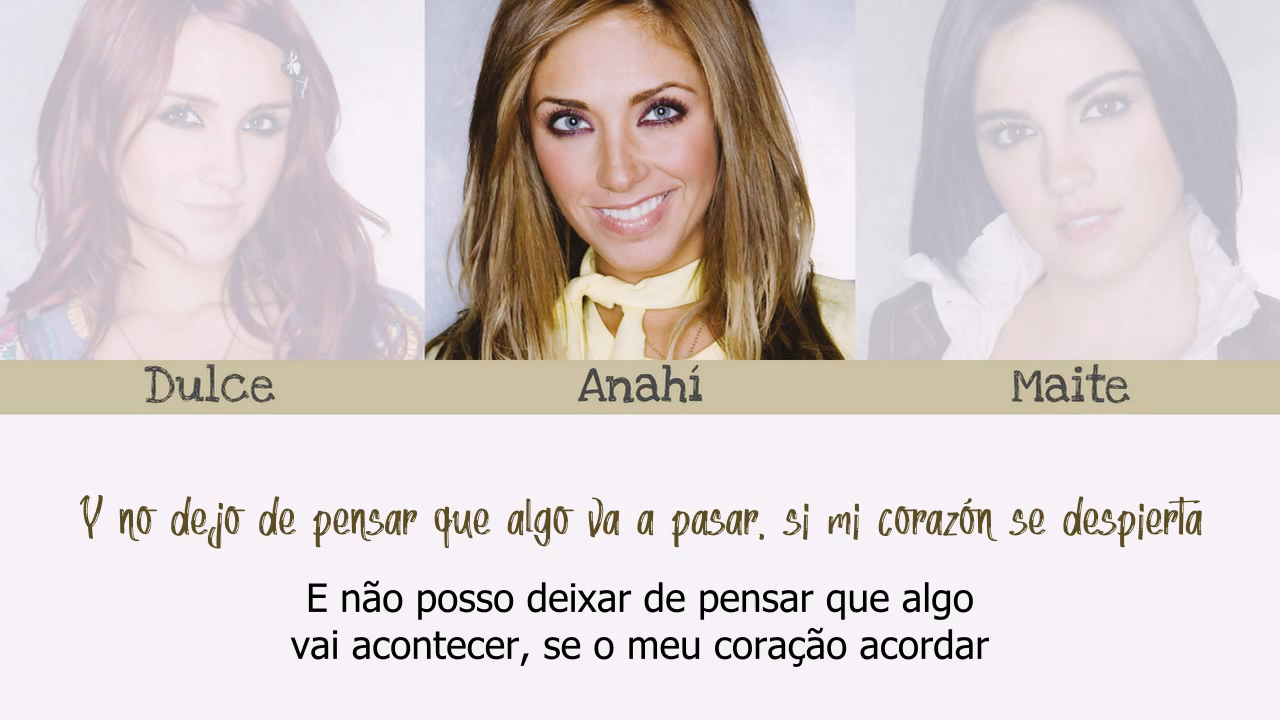 Dulce Anahí Maite
Y no dejo de pensar que algo va a pasar, si mi corazón se despierta
E não posso deixar de pensar que algo
vai acontecer, se o meu coração acordar